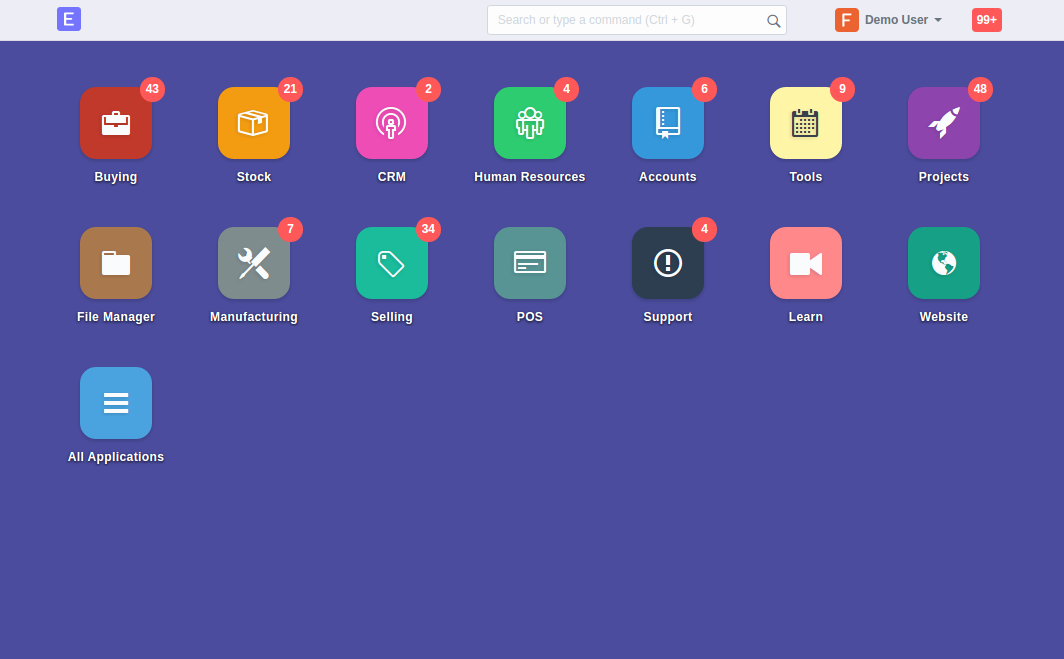 E
Search or type a command (Ctrl + G)
F Demo User
99+
43
21
2
4
6
9
48
Buying
Stock
CRM
Human Resources
Accounts
Tools
Projects
7
34
4
File Manager
Manufacturing
Selling
POS
Support
Learn
Website
All Applications